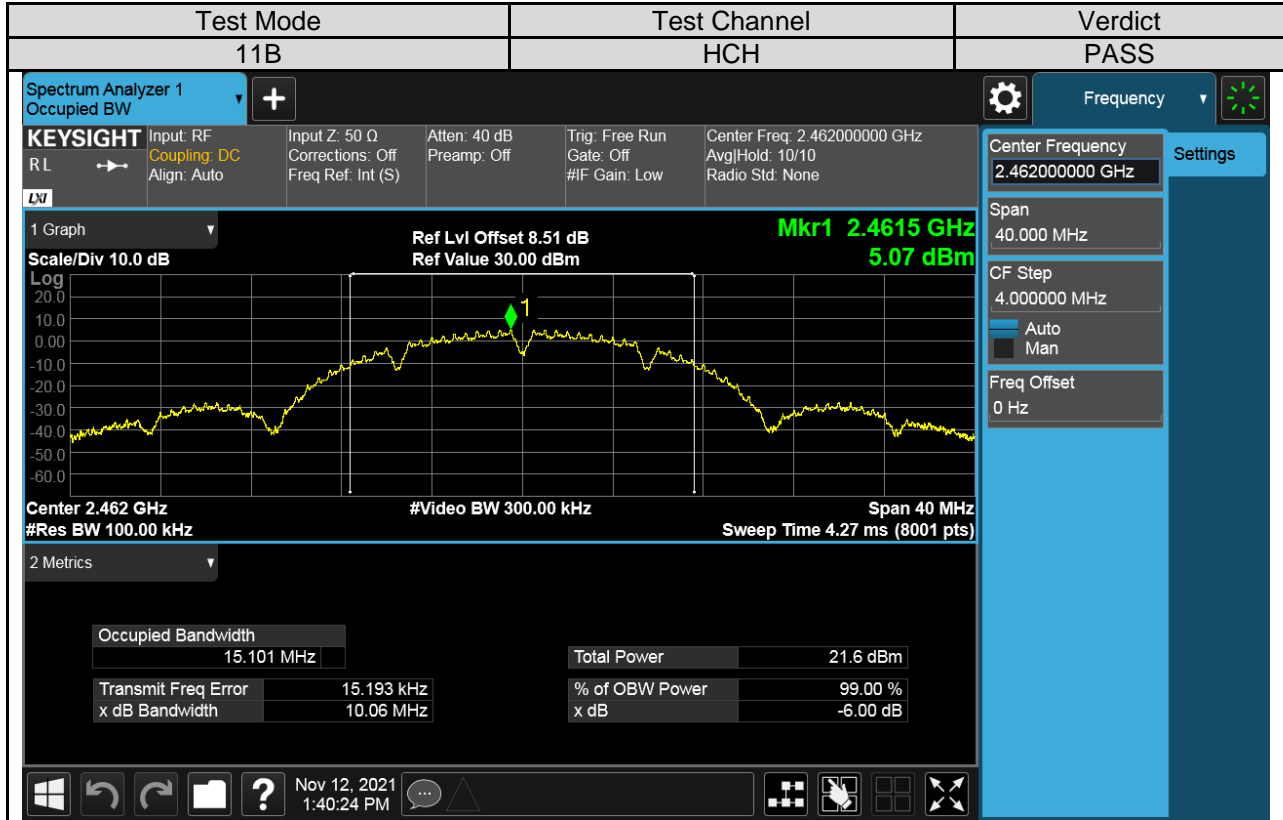 Test Mode Test Channel Verdict
11B HCH PASS
Spectrum Analyzer 1
Occupied BW
+
Frequency
KEYSIGHT Input: RF Input Z: 50 Ω Atten: 40 dB Trig: Free Run Center Freq: 2.462000000 GHz
Coupling: DC Corrections: Off Preamp: Off Gate: Off Avg|Hold: 10/10
RL Align: Auto Freq Ref: Int (S) #IF Gain: Low Radio Std: None
LXI
Center Frequency
2.462000000 GHz
Settings
Span
40.000 MHz
CF Step
4.000000 MHz
Auto
Man
Freq Offset
0 Hz
1 Graph
Ref Lvl Offset 8.51 dB
Mkr1 2.4615 GHz
Scale/Div 10.0 dB
Ref Value 30.00 dBm
5.07 dBm
Log
20.0
10.0
0.00
-10.0
-20.0
-30.0
-40.0
-50.0
-60.0
1
Center 2.462 GHz #Video BW 300.00 kHz Span 40 MHz
#Res BW 100.00 kHz Sweep Time 4.27 ms (8001 pts)
2 Metrics
Occupied Bandwidth
15.101 MHz Total Power 21.6 dBm
Transmit Freq Error 15.193 kHz % of OBW Power 99.00 %
x dB Bandwidth 10.06 MHz x dB -6.00 dB
? Nov 12, 2021
1:40:24 PM